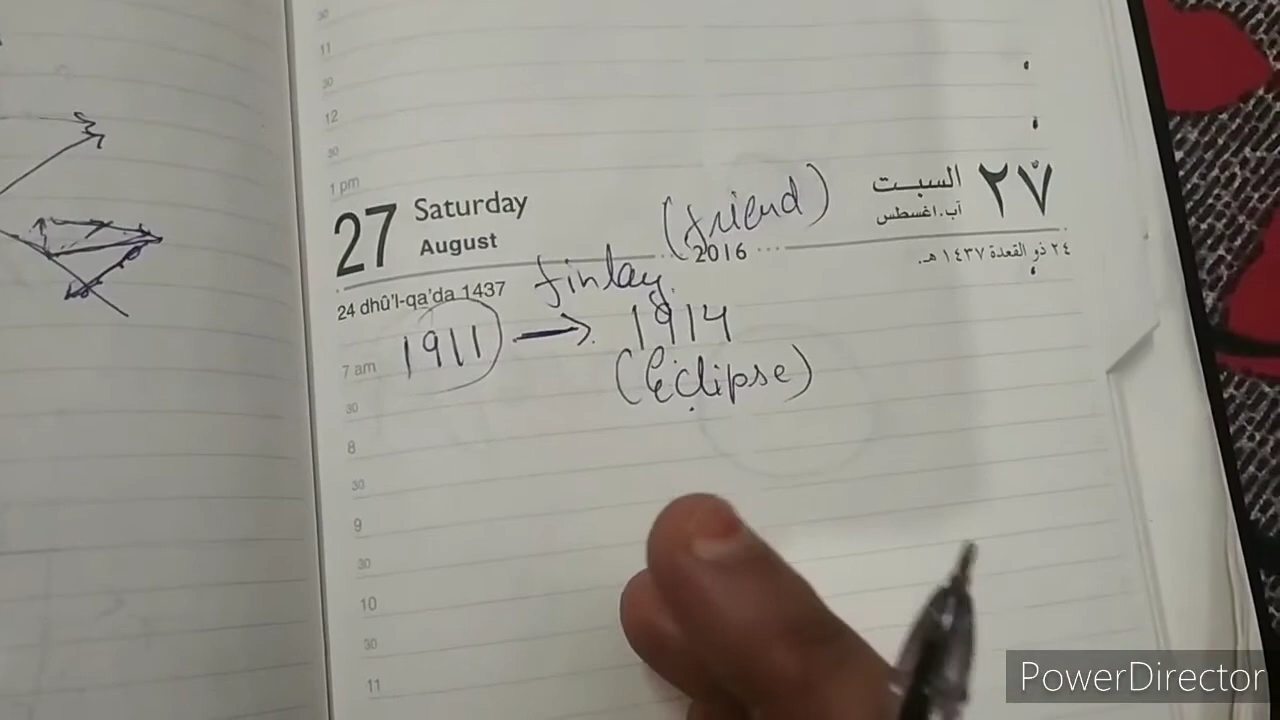 30
11
30
12
30
1 pm
27 Saturday
August
(friend)
السبت ٢٧
آب.اغسطس
2016
٢٤ ذو القعدة ١٤٣٧ هـ.
24 dhû'l-qa'da 1437
finlay
1911 → 1914
7 am
(Eclipse)
30
8
30
9
30
10
30
11
PowerDirector